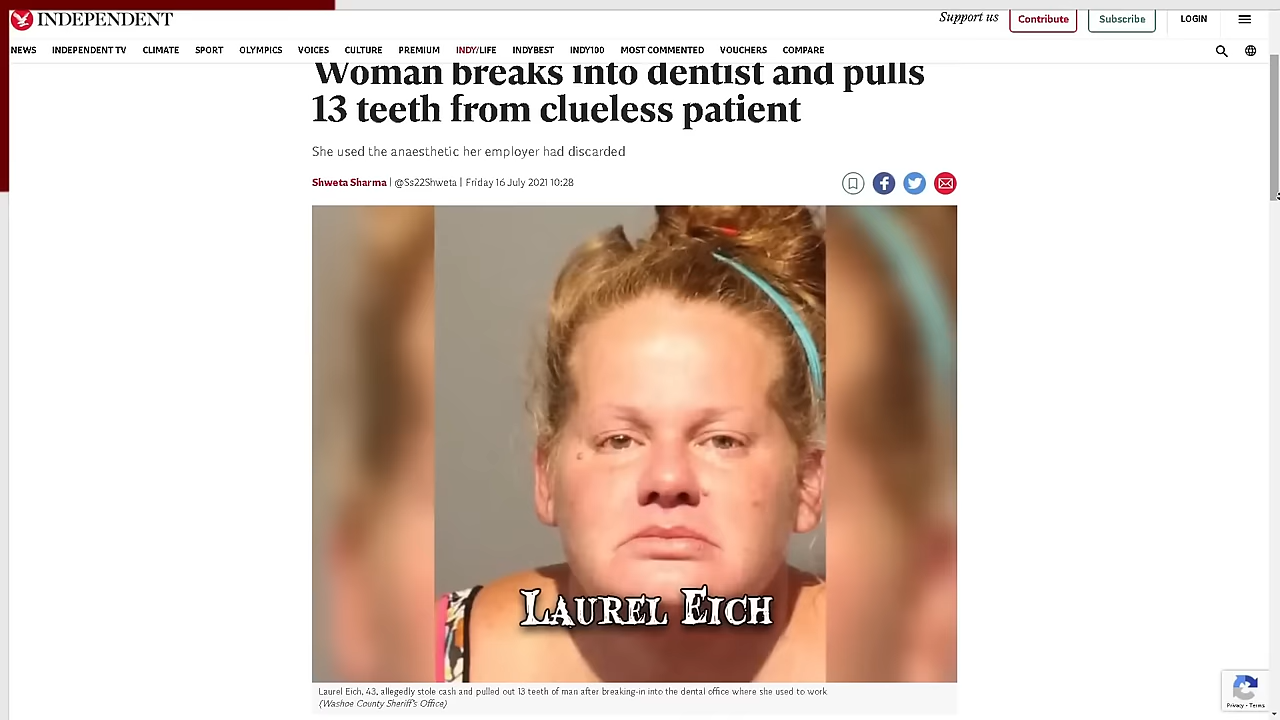 INDEPENDENT
Support us
Contribute
Subscribe
LOGIN
NEWS INDEPENDENT TV CLIMATE SPORT OLYMPICS VOICES CULTURE PREMIUM INDY/LIFE INDYBEST INDY100 MOST COMMENTED VOUCHERS COMPARE
Woman breaks into dentist and pulls
13 teeth from clueless patient
She used the anaesthetic her employer had discarded
Shweta Sharma | @Ss22Shweta | Friday 16 July 2021 10:28
LAUREL EICH
Laurel Eich, 43, allegedly stole cash and pulled out 13 teeth of man after breaking-in into the dental office where she used to work
(Washoe County Sheriff's Office)
Privacy - Terms